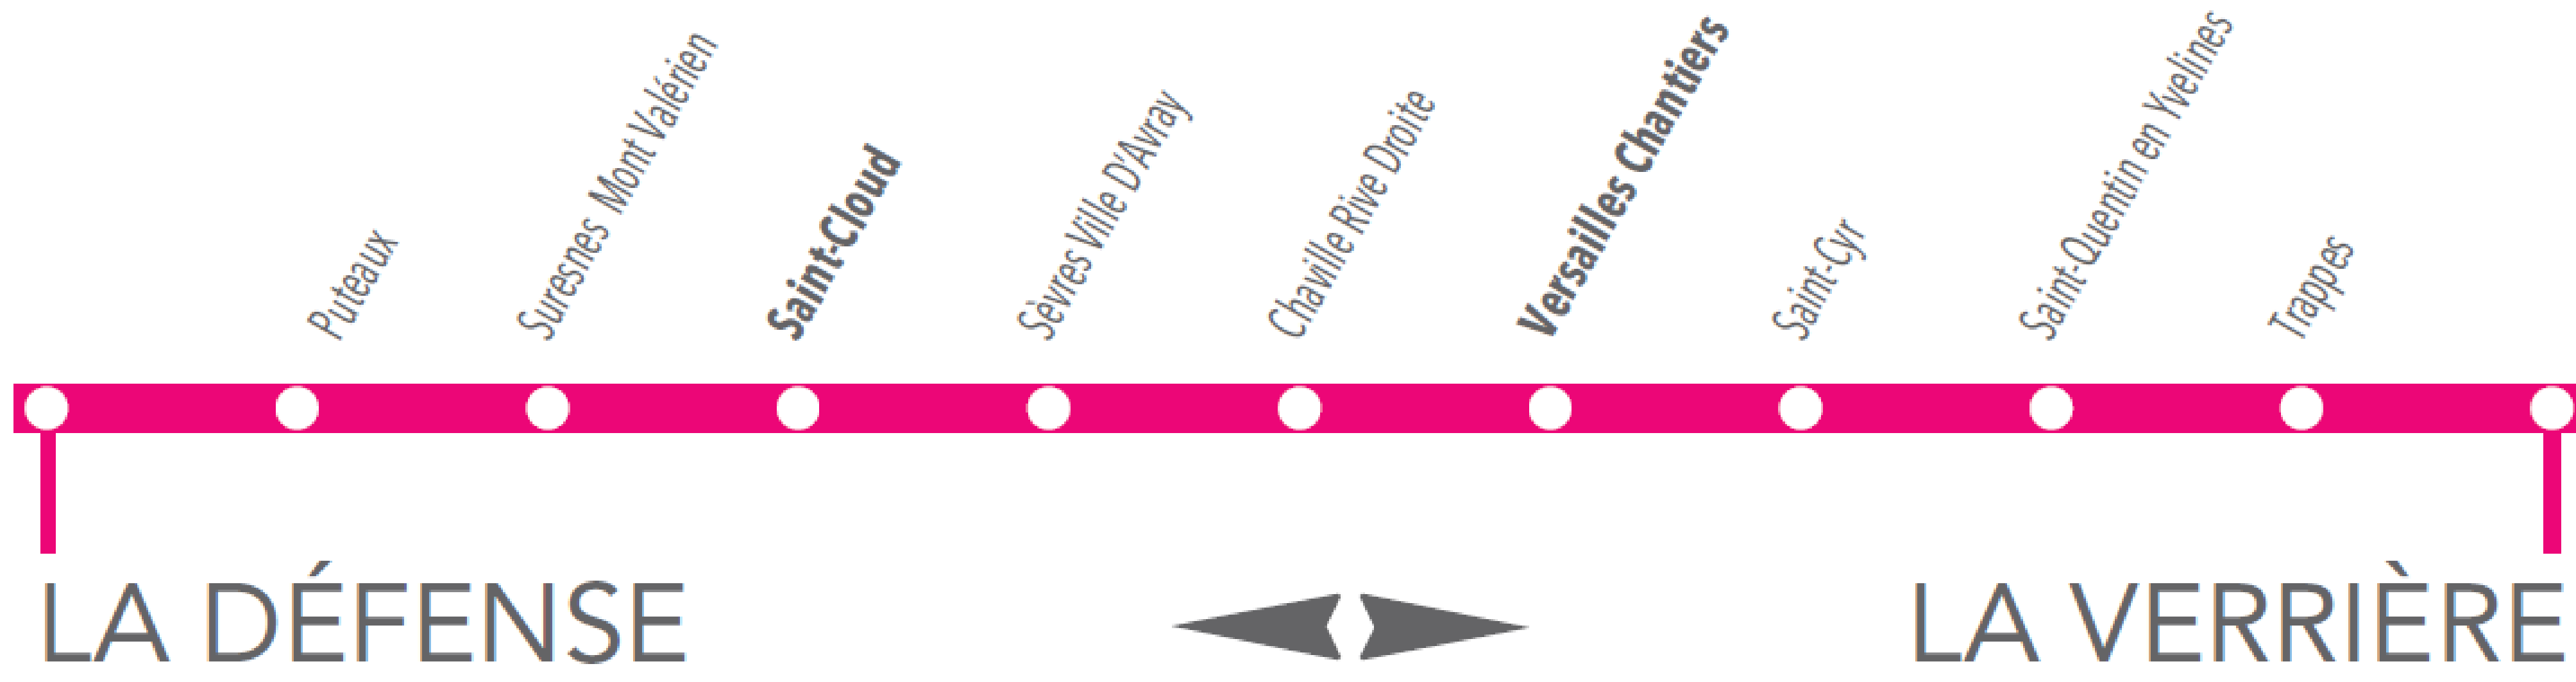 Puteaux
Suresnes Mont Valérien
Saint-Cloud
Sèvres Ville D'Avray
Chaville Rive Droite
Versailles Chantiers
Saint-Cyr
Saint-Quentin en Yvelines
Trappes
LA DÉFENSE
LA VERRIÈRE